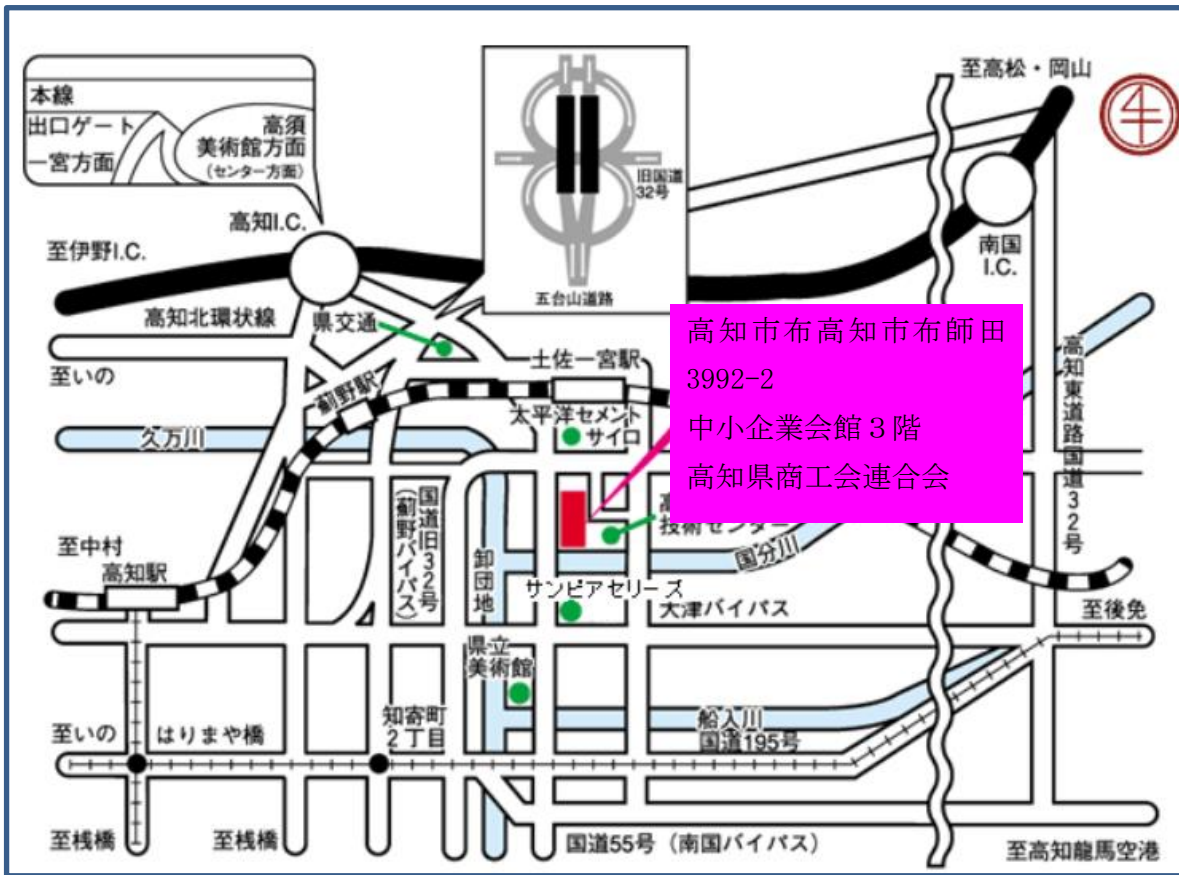 本線
出口ゲート
一宮方面
高須
美術館方面
(センター方面)
旧国道
32号
五台山道路
至高松・岡山
牛
高知I.C.
至伊野I.C.
南国
I.C.
高知北環状線
県交通
至いの
土佐一宮駅
薊野駅
太平洋セメント
サイロ
久万川
高知市布高知市布師田
3992-2
中小企業会館3階
高知県商工会連合会
高知東道路国道32号
高
技術センター
国道旧32号
(薊野バイパス)
卸団地
国分川
至中村
高知駅
サンピアセリーズ
大津バイパス
至後免
県立
美術館
知寄町
2丁目
船入川
国道195号
至いの
はりまや橋
至桟橋
至桟橋
国道55号(南国バイパス)
至高知龍馬空港